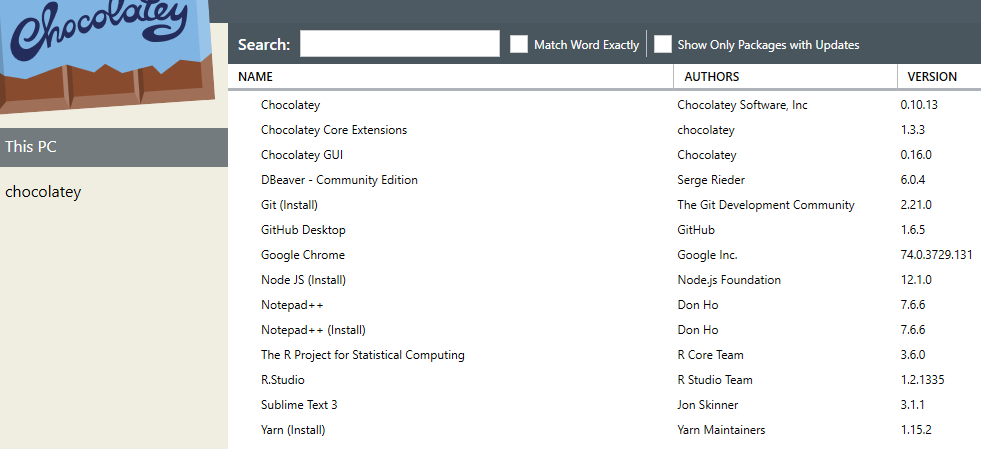 Chocolatey
Search: Match Word Exactly Show Only Packages with Updates
NAME AUTHORS VERSION
Chocolatey Chocolatey Software, Inc 0.10.13
This PC
Chocolatey Core Extensions chocolatey 1.3.3
Chocolatey GUI Chocolatey 0.16.0
chocolatey
DBeaver - Community Edition Serge Rieder 6.0.4
Git (Install) The Git Development Community 2.21.0
GitHub Desktop GitHub 1.6.5
Google Chrome Google Inc. 74.0.3729.131
Node JS (Install) Node.js Foundation 12.1.0
Notepad++ Don Ho 7.6.6
Notepad++ (Install) Don Ho 7.6.6
The R Project for Statistical Computing R Core Team 3.6.0
R.Studio R Studio Team 1.2.1335
Sublime Text 3 Jon Skinner 3.1.1
Yarn (Install) Yarn Maintainers 1.15.2